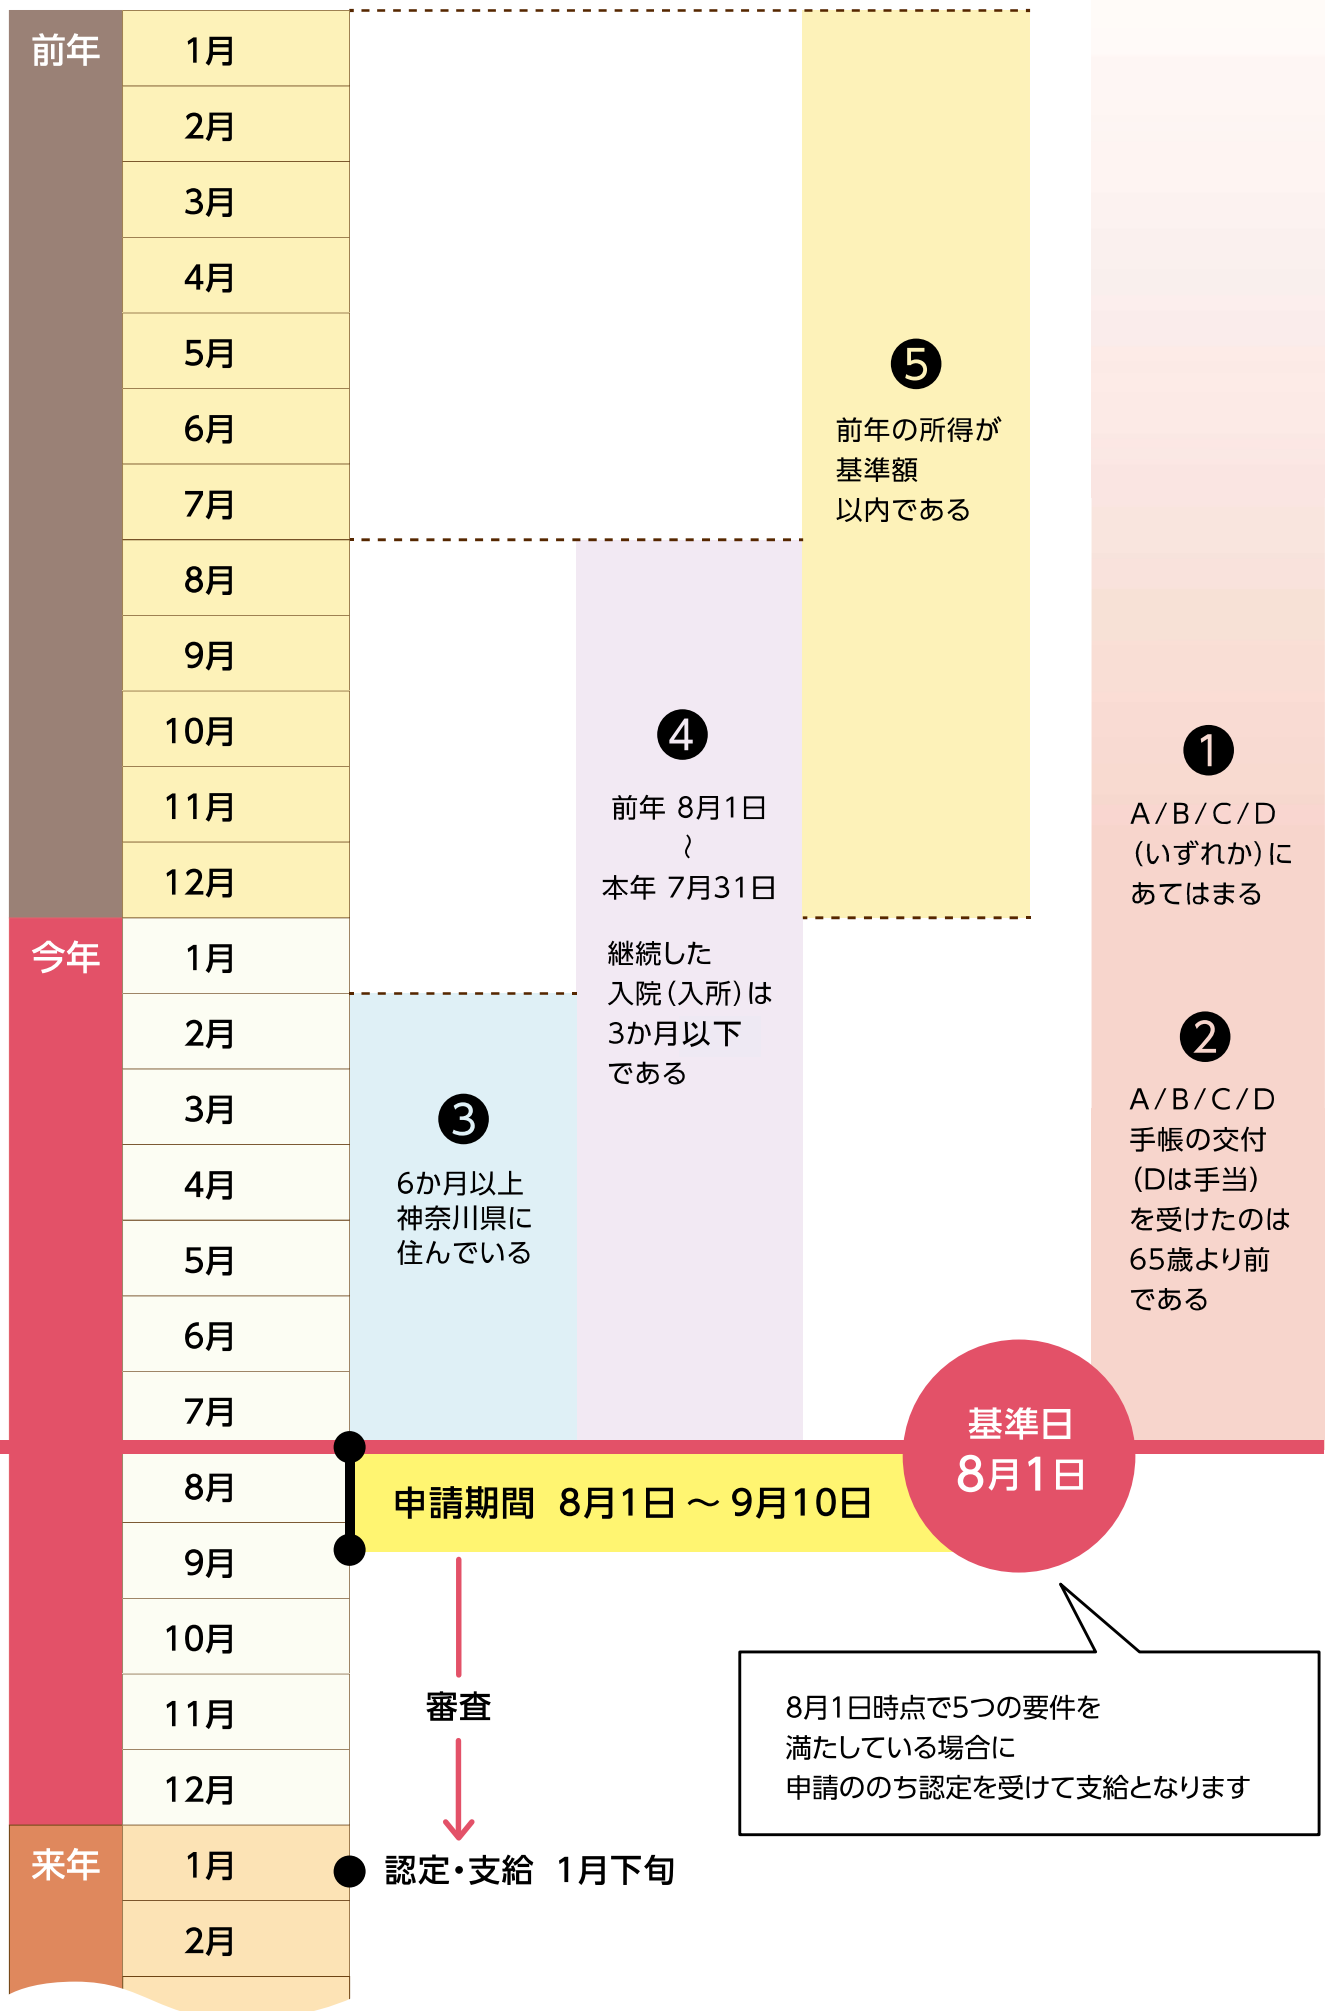 前年
1月
2月
3月
4月
5月
6月
7月
8月
9月
10月
11月
12月
今年
1月
2月
3月
4月
5月
6月
7月
8月
9月
10月
11月
12月
来年
1月
2月
5
前年の所得が
基準額
以内である
4
前年 8月1日
〜
本年 7月31日
継続した
入院(入所)は
3か月以下
である
3
6か月以上
神奈川県に
住んでいる
1
A/B/C/D
(いずれか)に
あてはまる
2
A/B/C/D
手帳の交付
(Dは手当)
を受けたのは
65歳より前
である
基準日
8月1日
申請期間 8月1日〜9月10日
審査
認定・支給 1月下旬
8月1日時点で5つの要件を
満たしている場合に
申請ののち認定を受けて支給となります